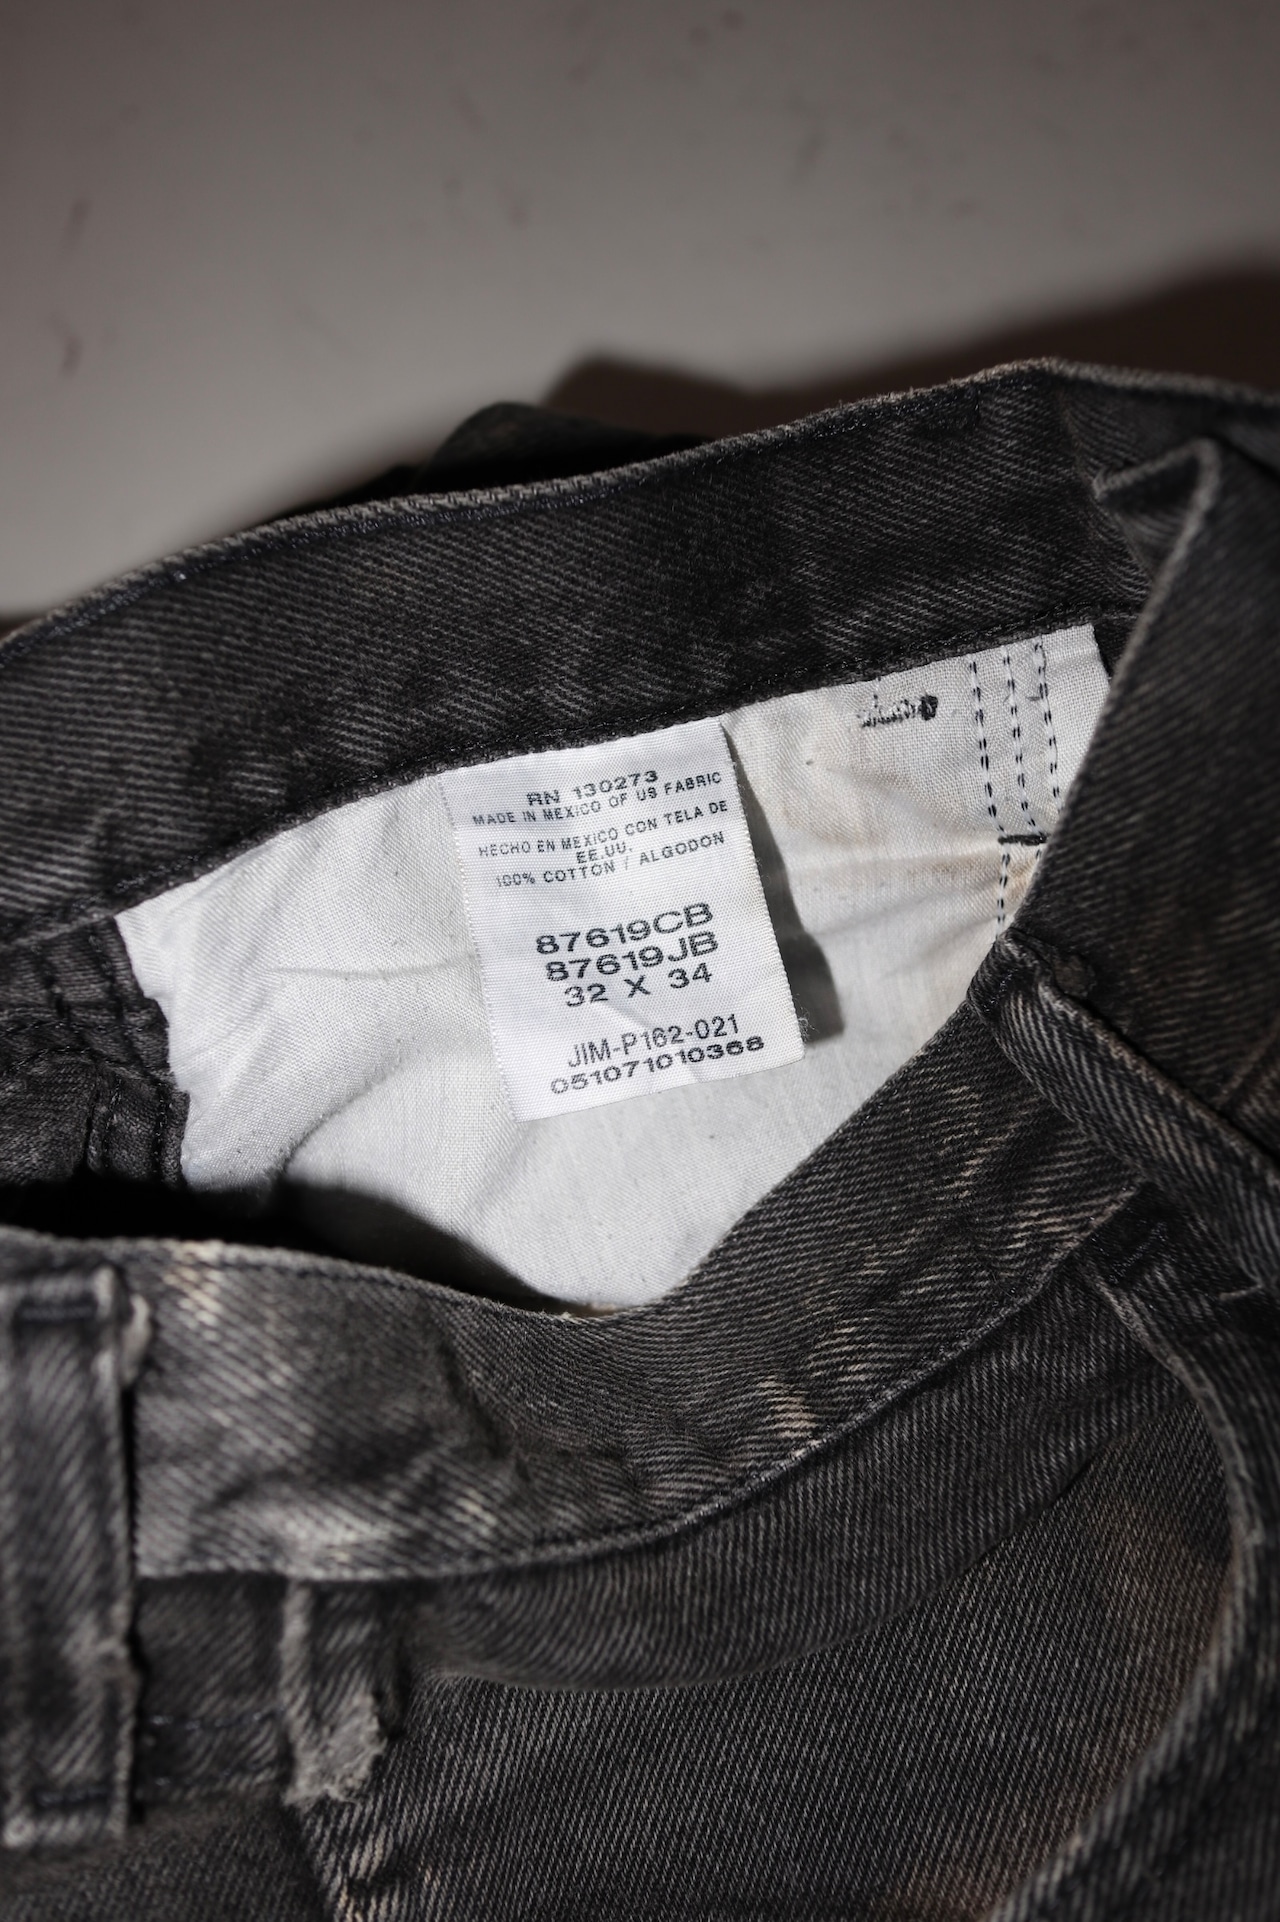 RN 130273
MADE IN MEXICO OF US FABRIC
HECHO EN MEXICO CON TELA DE
EE.UU.
100% COTTON / ALGODON
87619CB
87619JB
32 X 34
JIM-P162-021
051071010368